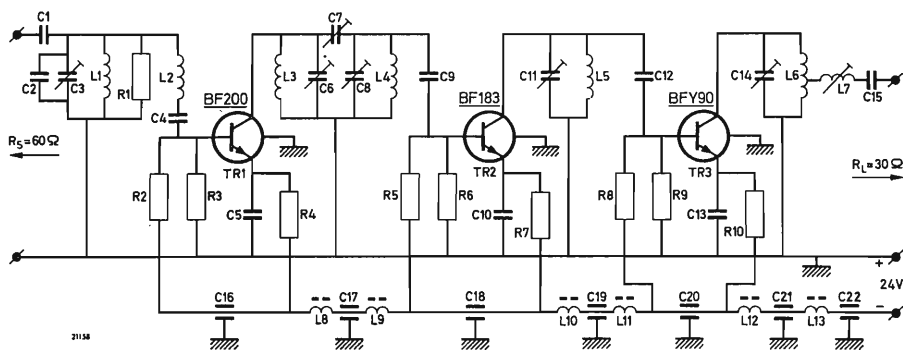 C1
C7
C2
C3
L1
R1
L2
C4
BF200
TR1
L3
C6
C8
L4
C9
BF183
TR2
C11
L5
C12
BFY90
TR3
C14
L6
L7
C15
RS=60Ω
RL=30Ω
R2
R3
C5
R4
R5
R6
C10
R7
R8
R9
C13
R10
+
24V
−
C16
L8
C17
L9
C18
L10
C19
L11
C20
L12
C21
L13
C22
21158